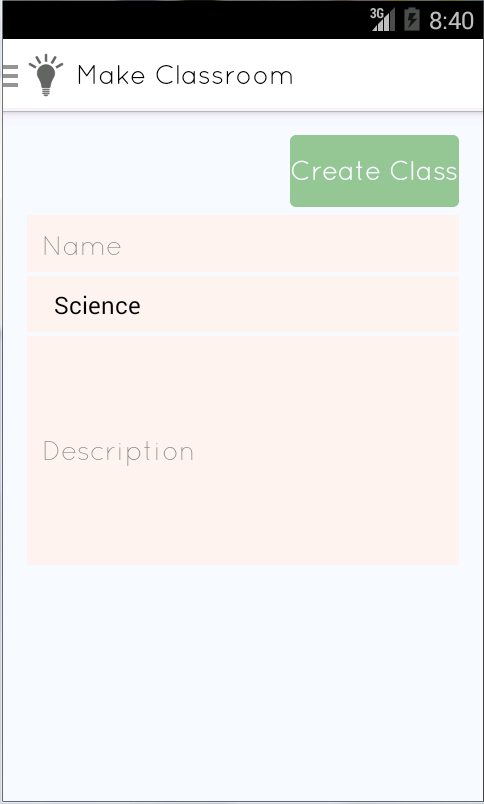 3G 8:40
Make Classroom
Create Class
Name
Science
Description